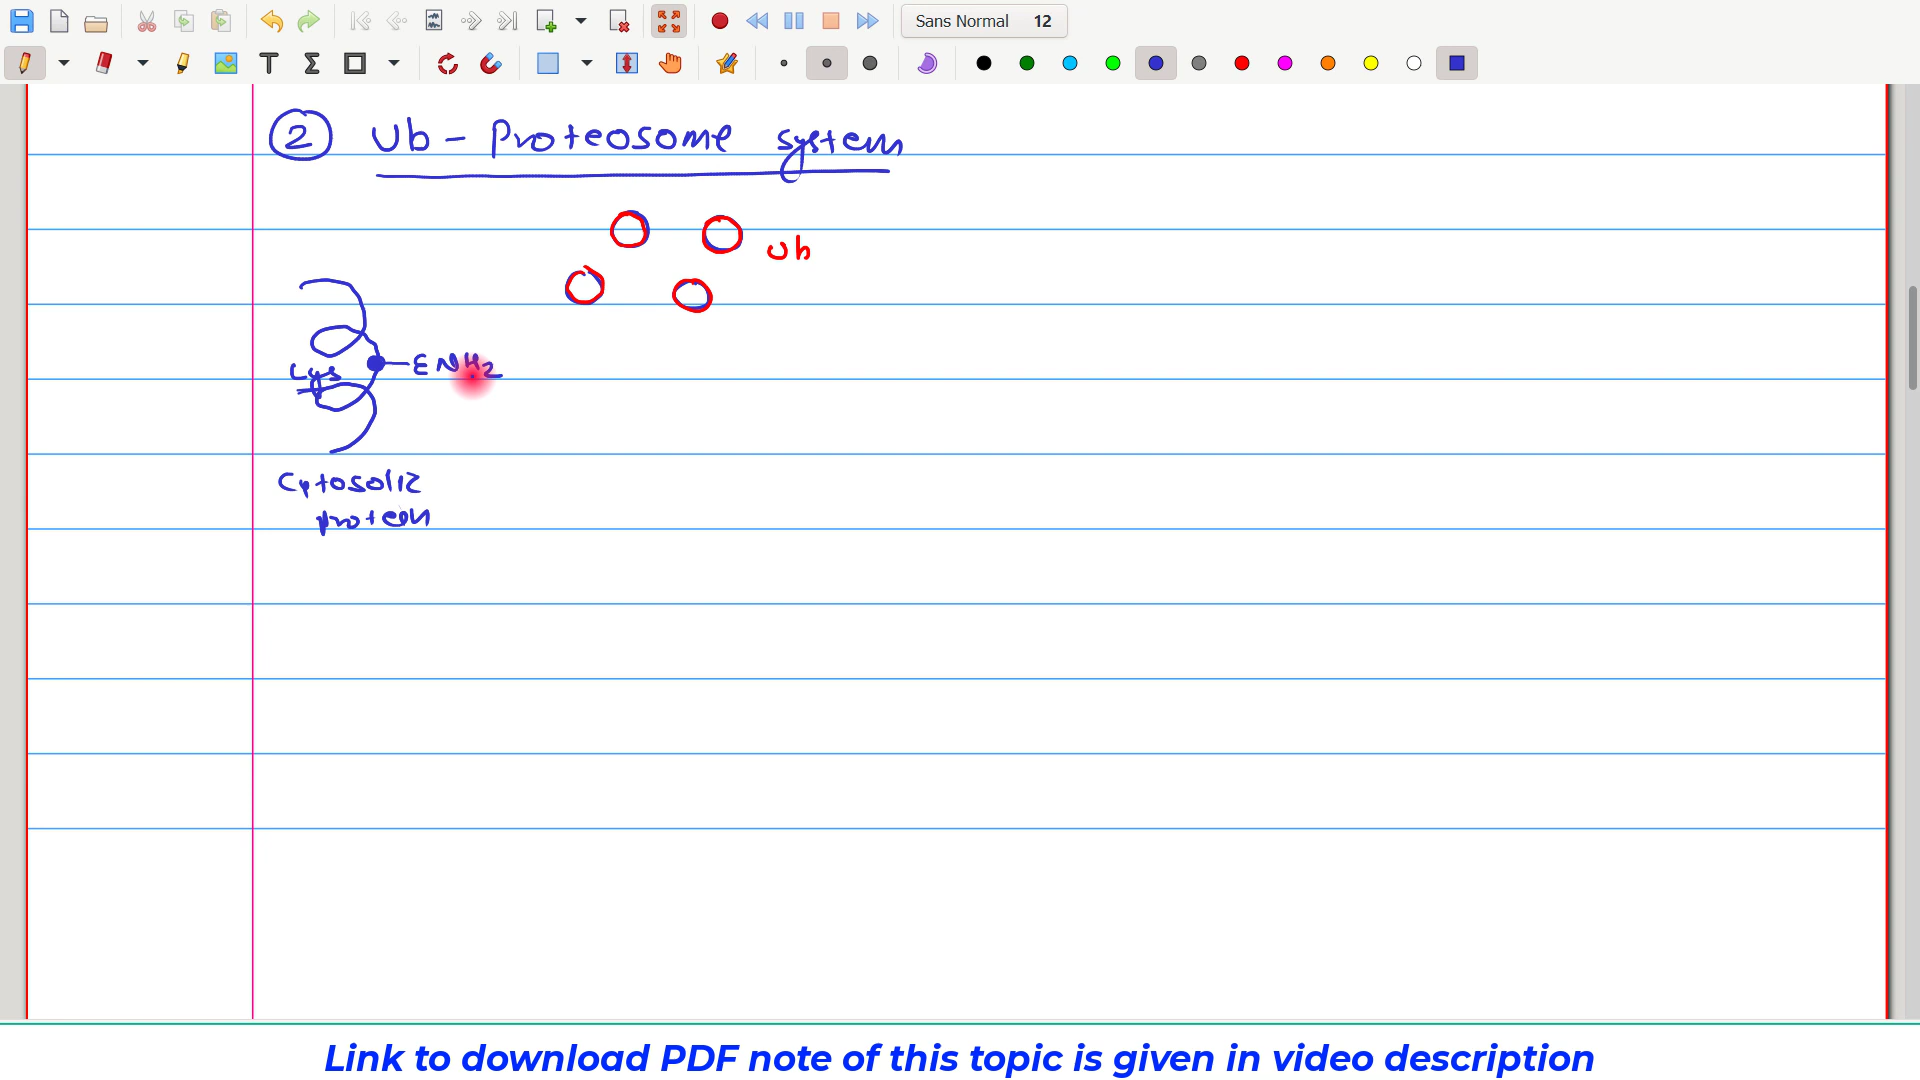 Sans Normal 12
② Ub - Proteosome system
Ub
Lys
ENH2
Cytosolic
protein
Link to download PDF note of this topic is given in video description